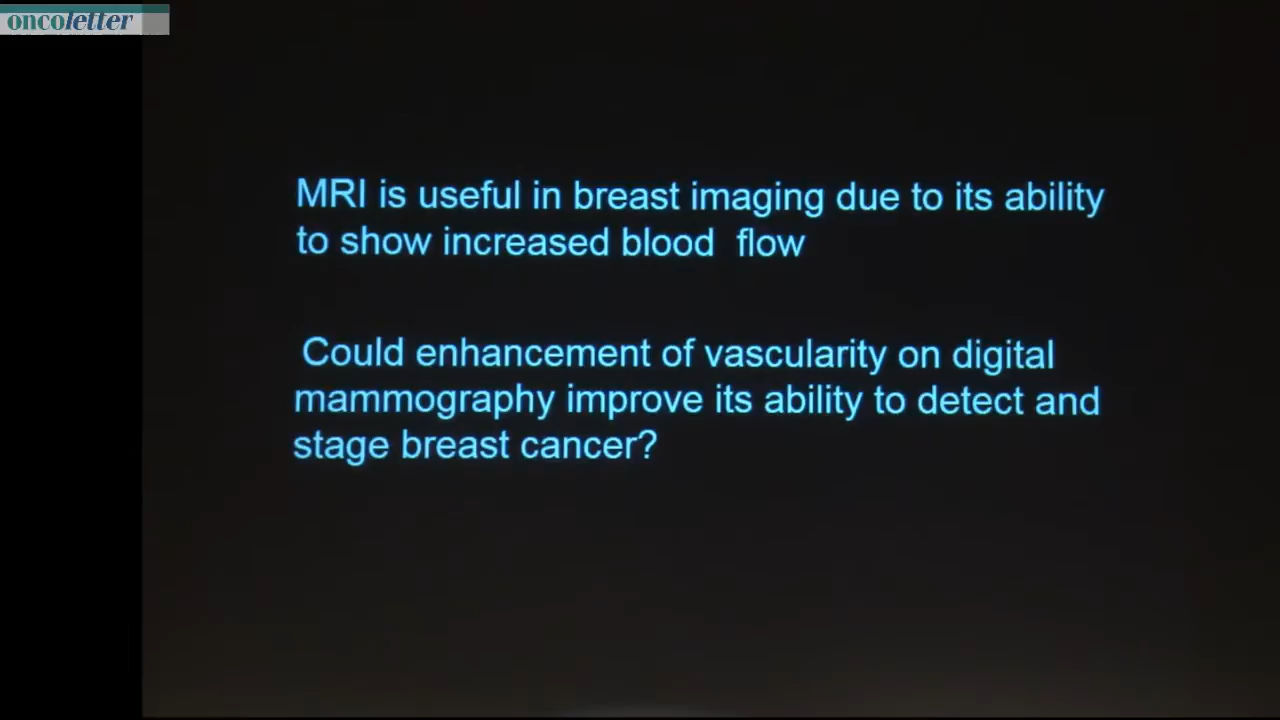 oncoletter
MRI is useful in breast imaging due to its ability
to show increased blood flow
Could enhancement of vascularity on digital
mammography improve its ability to detect and
stage breast cancer?